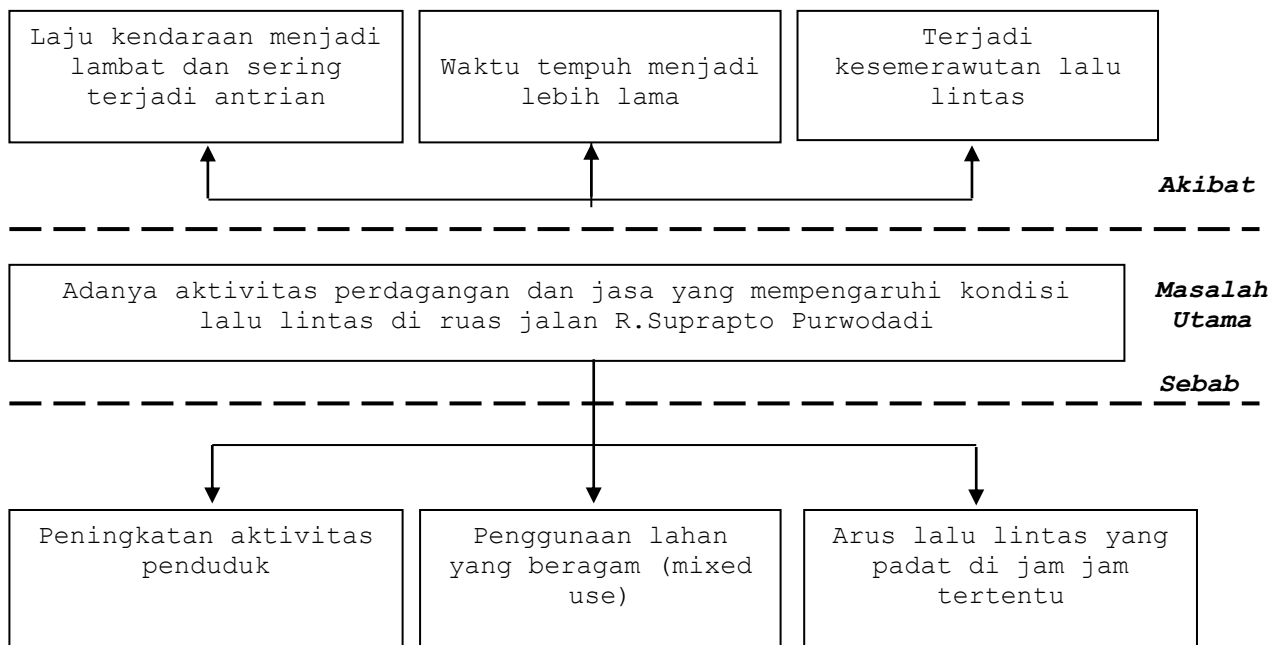 Laju kendaraan menjadi
lambat dan sering
terjadi antrian
Waktu tempuh menjadi
lebih lama
Terjadi
kesemerawutan lalu
lintas
Akibat
Adanya aktivitas perdagangan dan jasa yang mempengaruhi kondisi
lalu lintas di ruas jalan R.Suprapto Purwodadi
Masalah
Utama
Sebab
Peningkatan aktivitas
penduduk
Penggunaan lahan
yang beragam (mixed
use)
Arus lalu lintas yang
padat di jam jam
tertentu